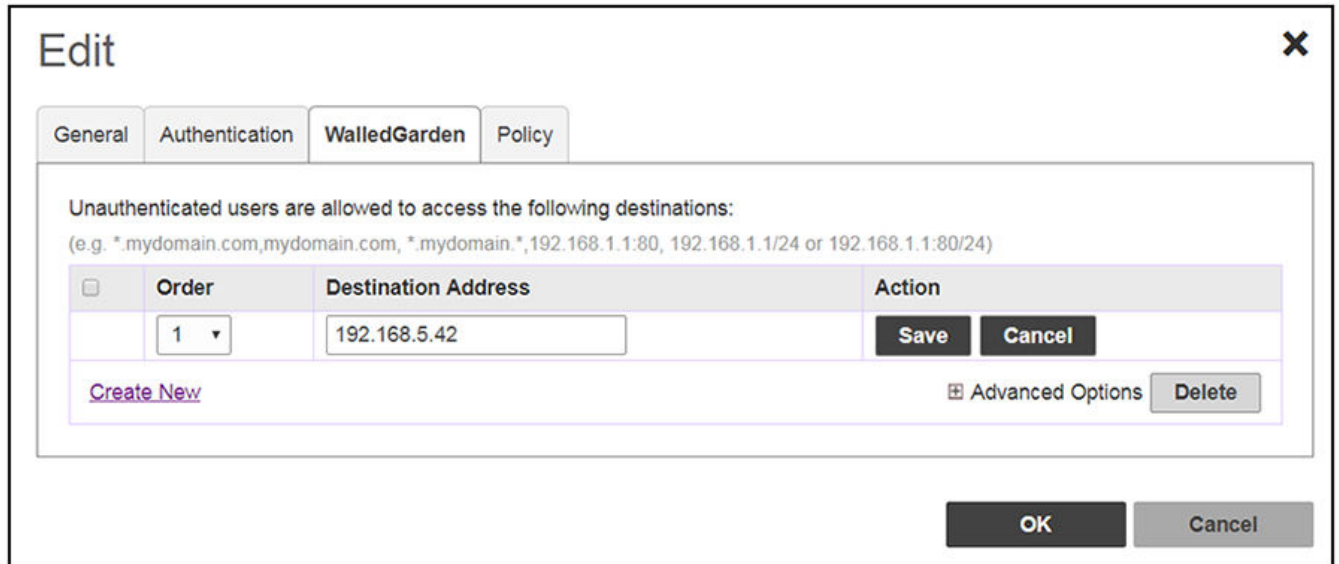 Edit
General Authentication WalledGarden Policy
Unauthenticated users are allowed to access the following destinations:
(e.g. *.mydomain.com,mydomain.com, *.mydomain.*,192.168.1.1:80, 192.168.1.1/24 or 192.168.1.1:80/24)
Order Destination Address Action
1 192.168.5.42 Save Cancel
Create New Advanced Options Delete
OK Cancel